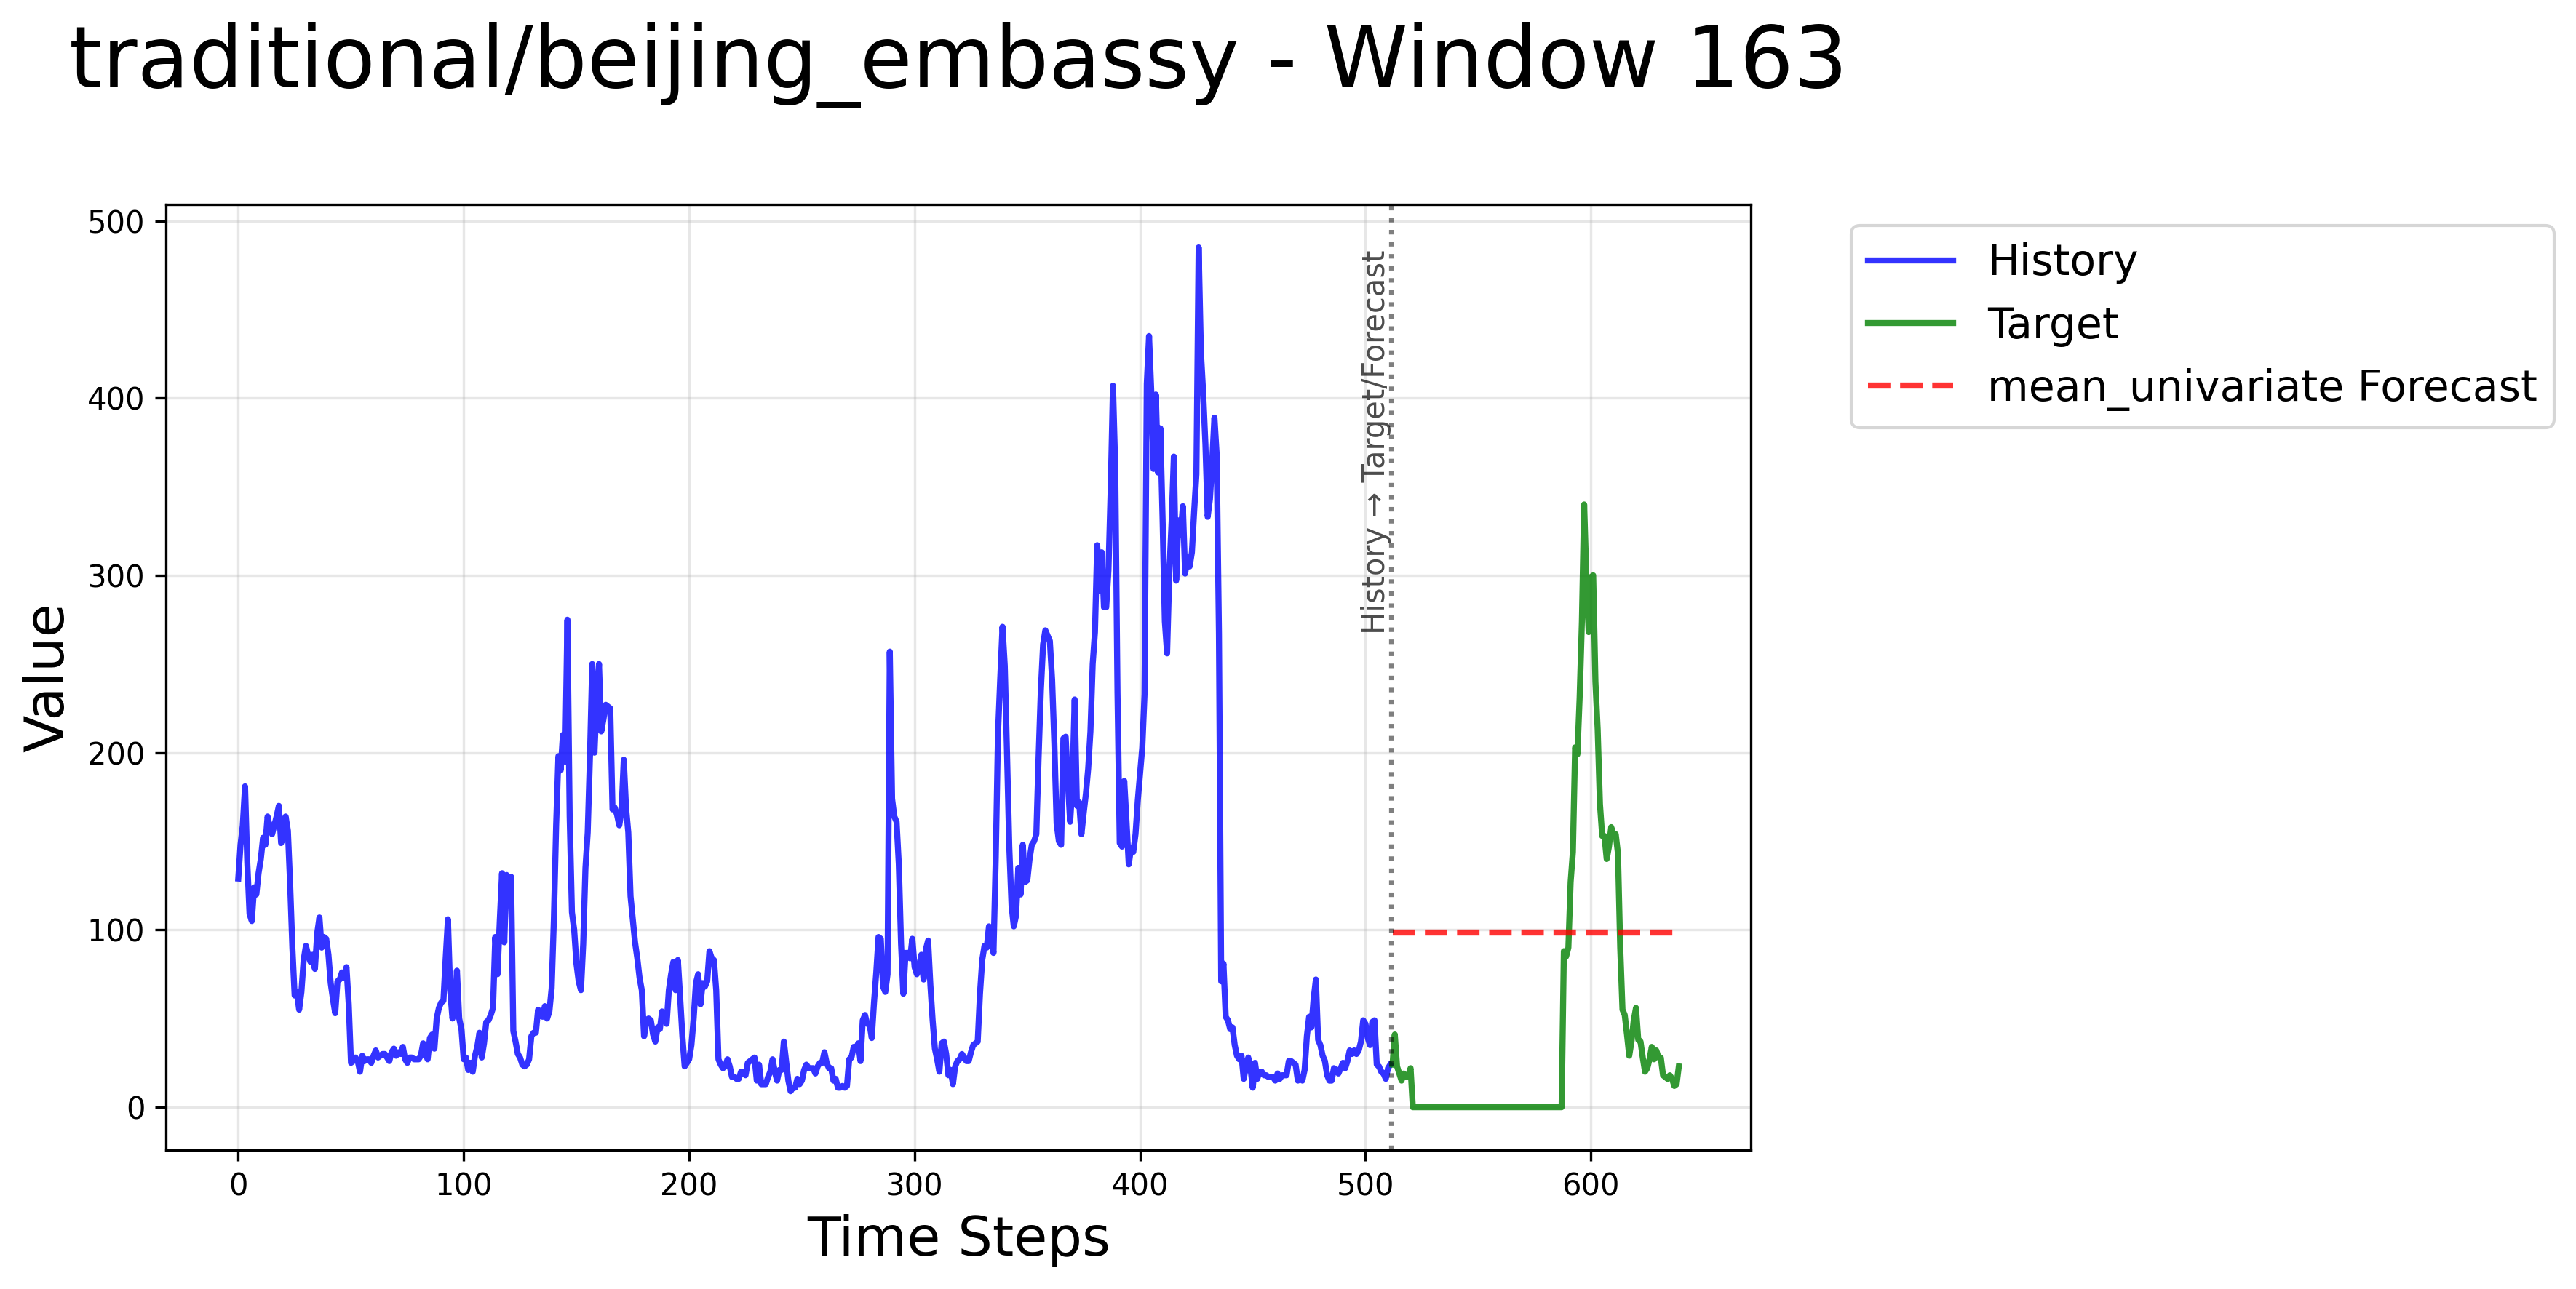 traditional/beijing_embassy - Window 163
History
Target
mean_univariate Forecast
History → Target/Forecast
Value
500
400
300
200
100
0
0 100 200 300 400 500 600
Time Steps